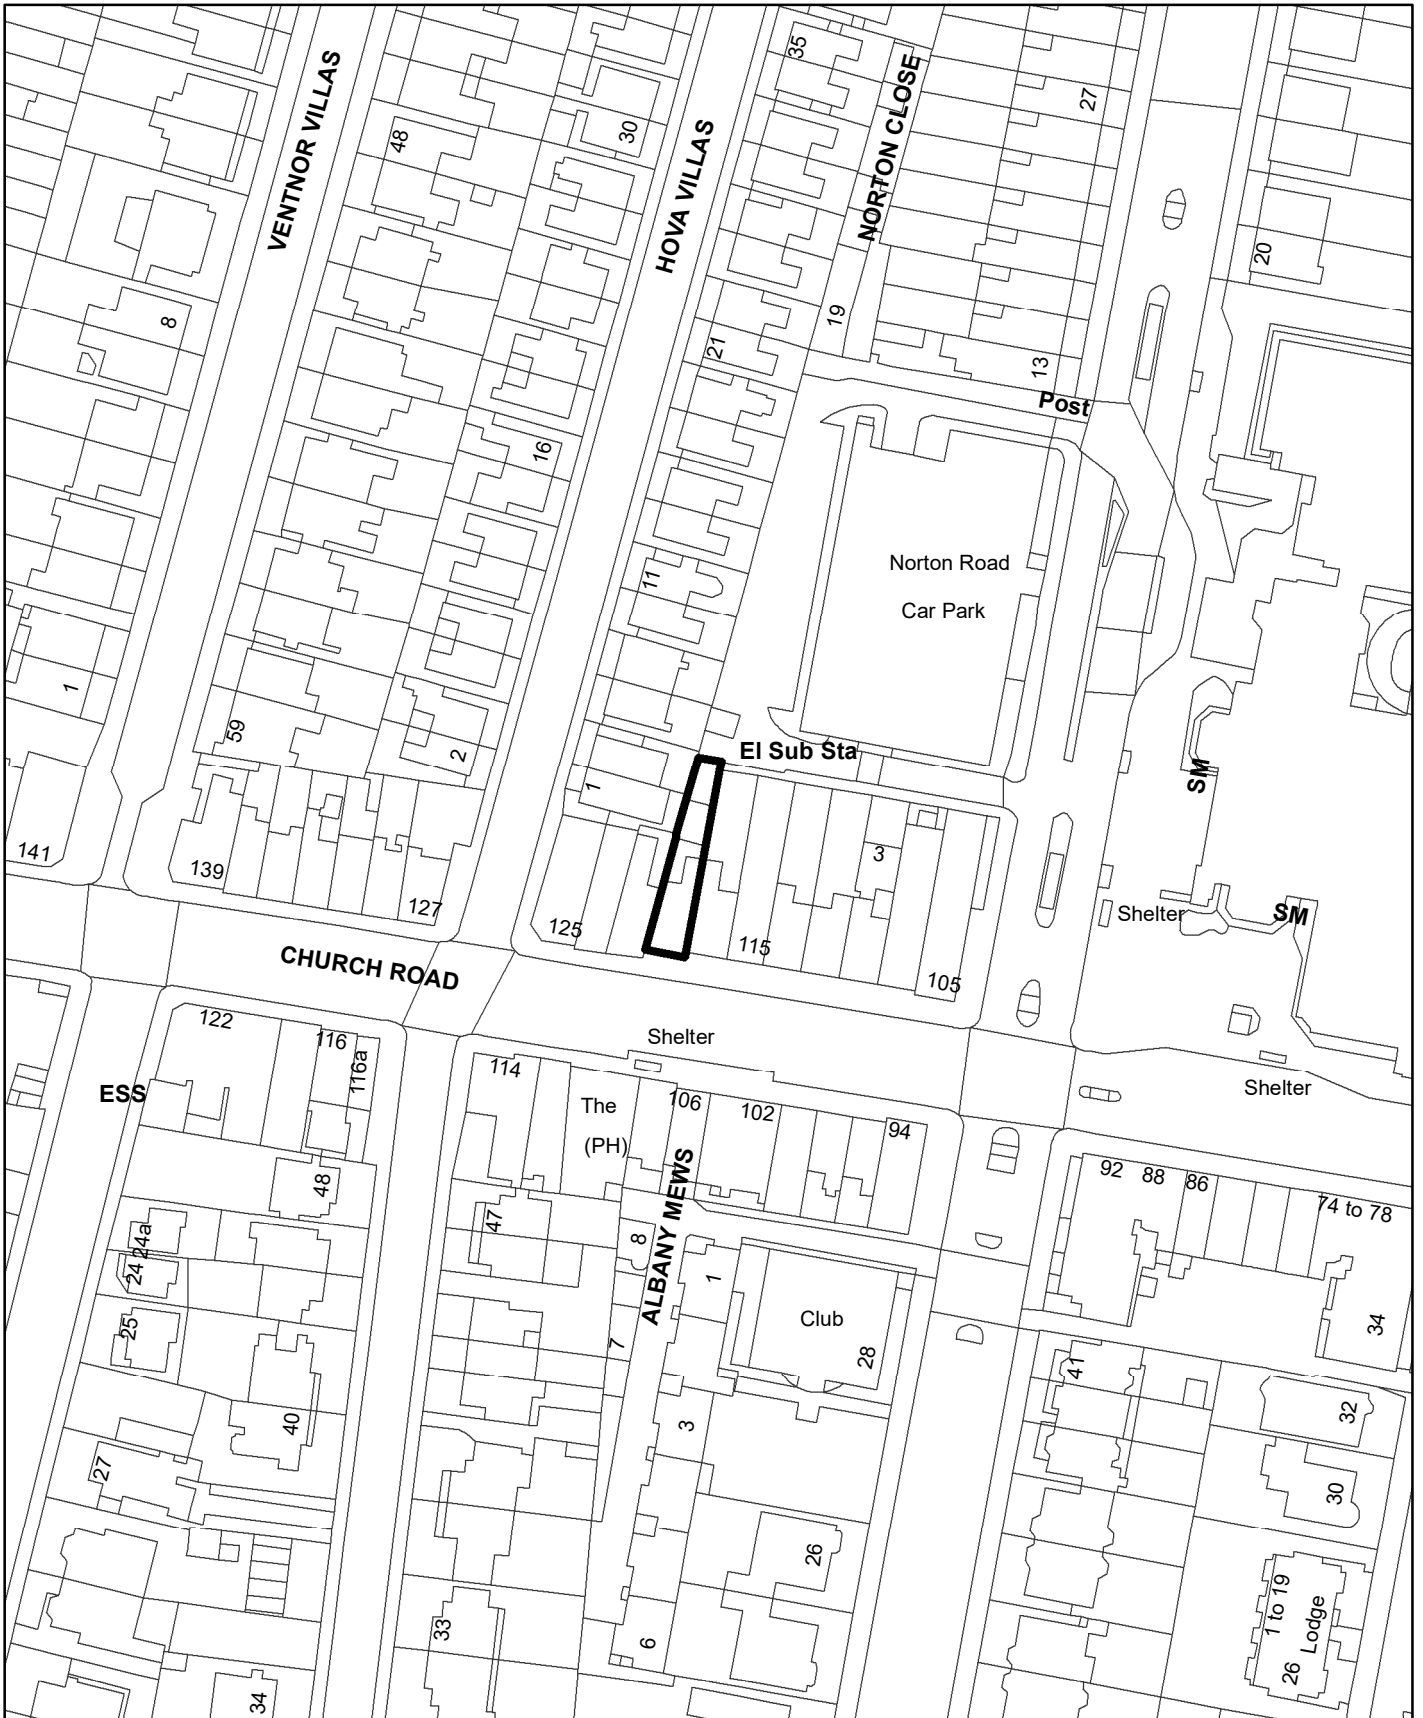 VENTNOR VILLAS
35
NORTON CLOSE
27
48
30
HOVA VILLAS
20
8
19
21
13
Post
16
Norton Road
Car Park
11
1
59
2
El Sub Sta
SM
1
141
139
127
125
115
3
105
Shelter
SM
CHURCH ROAD
122
116
116a
Shelter
114
ESS
The
(PH)
106
102
94
Shelter
92
88
86
74 to 78
48
47
8
ALBANY MEWS
24a
24
25
1
Club
28
7
34
41
40
3
32
27
30
26
33
6
1 to 19
Lodge
26
34